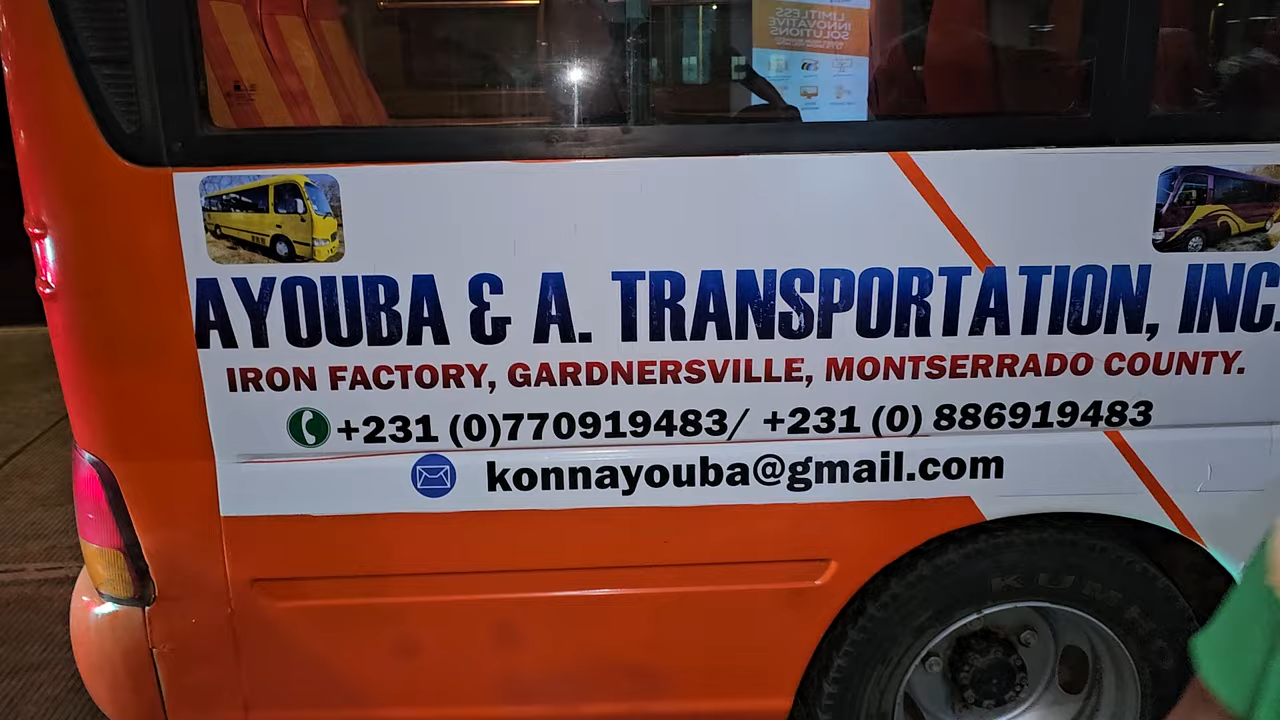 LIMITLESS
INNOVATIVE
SOLUTIONS
AYOUBA & A. TRANSPORTATION, INC.
IRON FACTORY, GARDNERSVILLE, MONTSERRADO COUNTY.
+231 (0)770919483/ +231 (0) 886919483
konnayouba@gmail.com
KUMHO